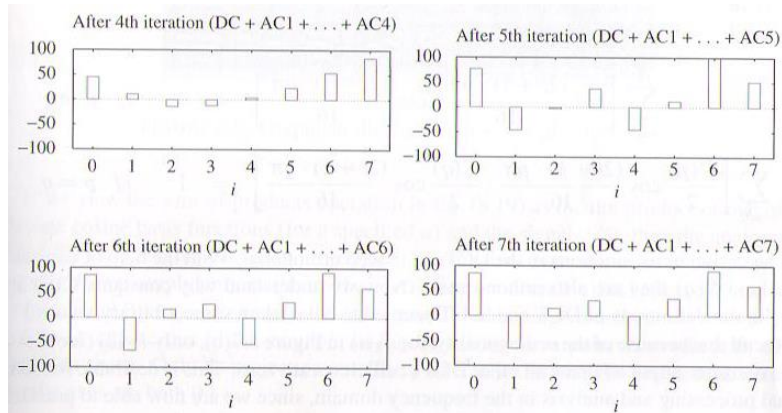 After 4th iteration (DC + AC1 + . . . + AC4)
100
50
0
−50
−100
0 1 2 3 4 5 6 7
i
After 5th iteration (DC + AC1 + . . . + AC5)
100
50
0
−50
−100
0 1 2 3 4 5 6 7
i
After 6th iteration (DC + AC1 + . . . + AC6)
100
50
0
−50
−100
0 1 2 3 4 5 6 7
i
After 7th iteration (DC + AC1 + . . . + AC7)
100
50
0
−50
−100
0 1 2 3 4 5 6 7
i